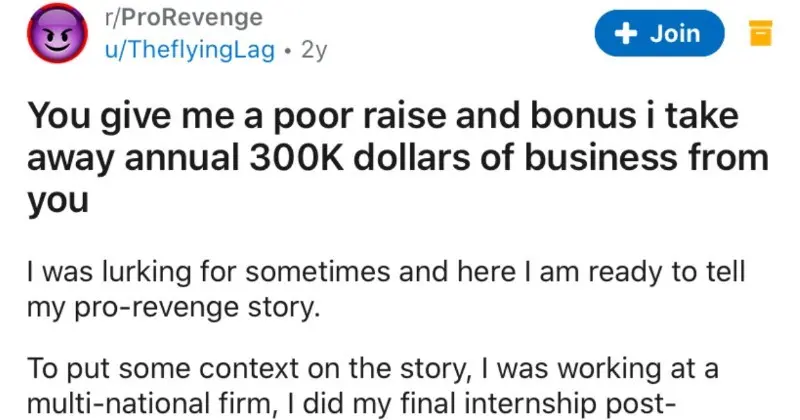 r/ProRevenge
u/TheflyingLag • 2y
Join
You give me a poor raise and bonus i take
away annual 300K dollars of business from
you
I was lurking for sometimes and here I am ready to tell
my pro-revenge story.
To put some context on the story, I was working at a
multi-national firm, I did my final internship post-